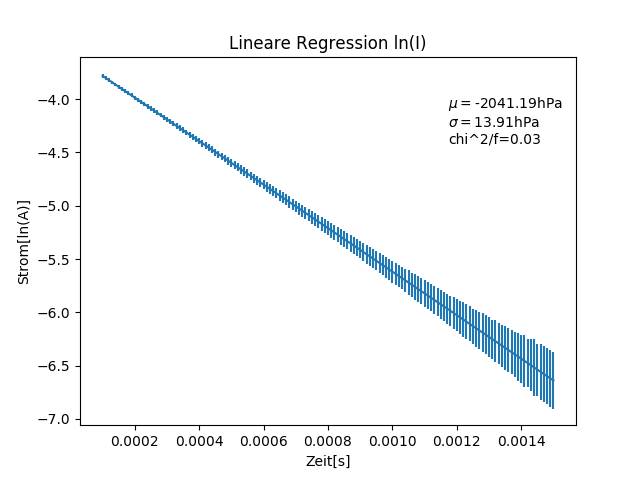 Lineare Regression ln(I)
μ = -2041.19hPa
σ = 13.91hPa
chi^2/f=0.03
Strom[ln(A)]
−4.0
−4.5
−5.0
−5.5
−6.0
−6.5
−7.0
0.0002 0.0004 0.0006 0.0008 0.0010 0.0012 0.0014
Zeit[s]